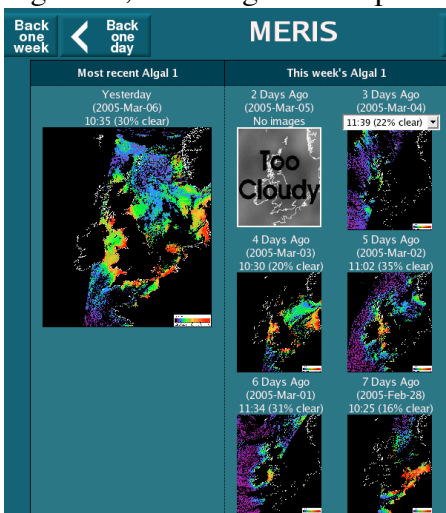 Back
one
week
Back
one
day
MERIS
Most recent Algal 1
This week's Algal 1
Yesterday
(2005-Mar-06)
10:35 (30% clear)
2 Days Ago
(2005-Mar-05)
No images
Too
Cloudy
3 Days Ago
(2005-Mar-04)
11:39 (22% clear)
4 Days Ago
(2005-Mar-03)
10:30 (20% clear)
5 Days Ago
(2005-Mar-02)
11:02 (35% clear)
6 Days Ago
(2005-Mar-01)
11:34 (31% clear)
7 Days Ago
(2005-Feb-28)
10:25 (16% clear)